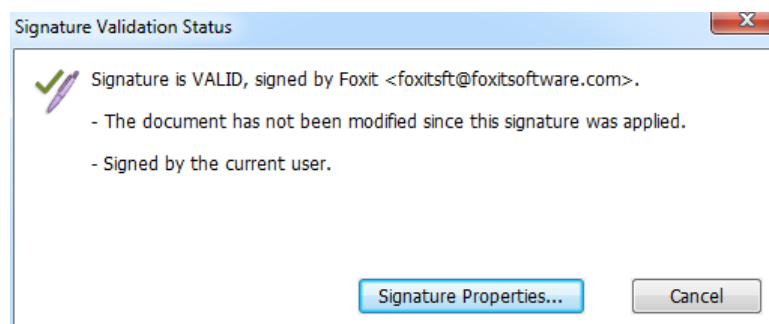 Signature Validation Status
X
Signature is VALID, signed by Foxit <foxitsft@foxitsoftware.com>.
- The document has not been modified since this signature was applied.
- Signed by the current user.
Signature Properties...
Cancel